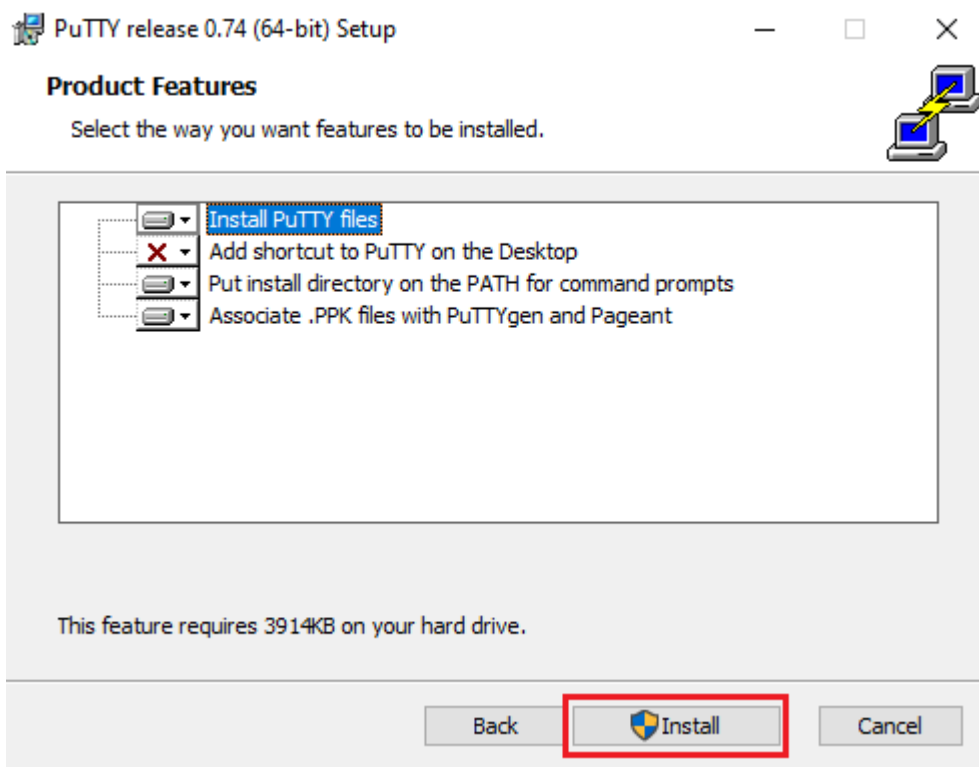 PuTTY release 0.74 (64-bit) Setup
Product Features
Select the way you want features to be installed.
Install PuTTY files
Add shortcut to PuTTY on the Desktop
Put install directory on the PATH for command prompts
Associate .PPK files with PuTTYgen and Pageant
This feature requires 3914KB on your hard drive.
Back Install Cancel